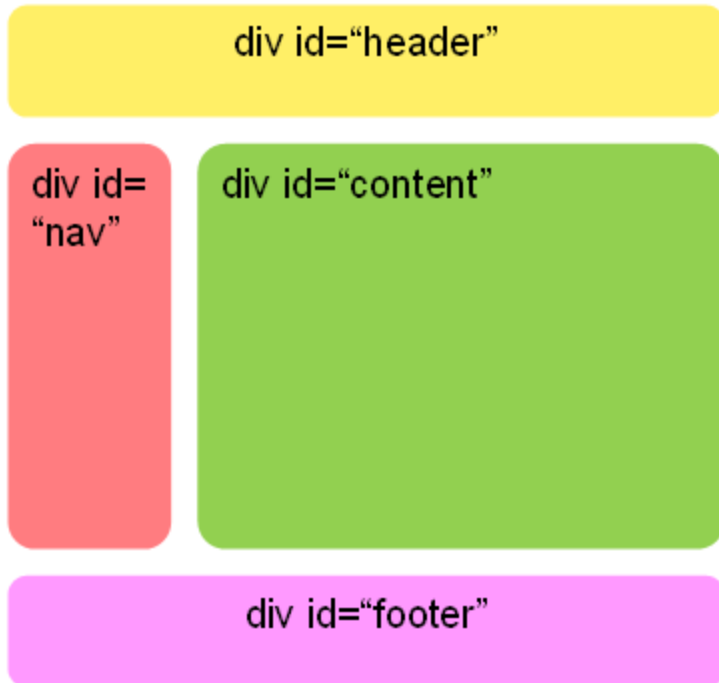 div id=“header”
div id=
“nav”
div id=“content”
div id=“footer”